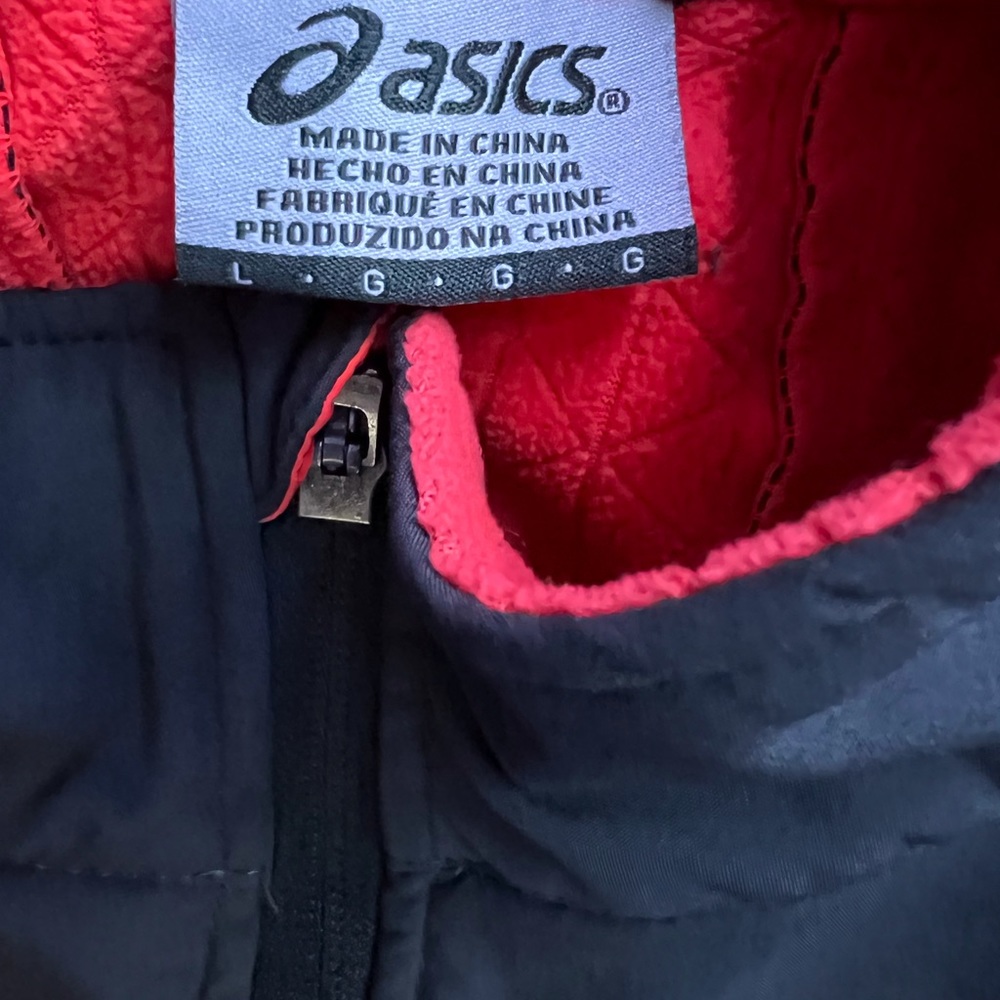 asics®
MADE IN CHINA
HECHO EN CHINA
FABRIQUÉ EN CHINE
PRODUZIDO NA CHINA
L · G · G · G